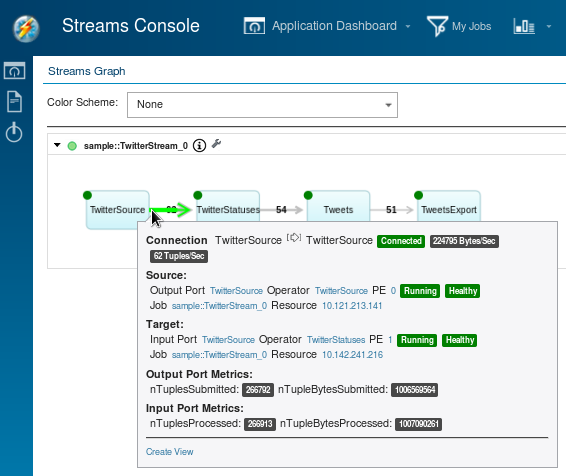 Streams Console
Application Dashboard
My Jobs
Streams Graph
Color Scheme:
None
sample::TwitterStream_0
TwitterSource
TwitterStatuses
54
Tweets
51
TweetsExport
Connection TwitterSource TwitterSource Connected 224795 Bytes/Sec
62 Tuples/Sec
Source:
Output Port TwitterSource Operator TwitterSource PE 0 Running Healthy
Job sample::TwitterStream_0 Resource 10.121.213.141
Target:
Input Port TwitterSource Operator TwitterStatuses PE 1 Running Healthy
Job sample::TwitterStream_0 Resource 10.142.241.216
Output Port Metrics:
nTuplesSubmitted: 266792 nTupleBytesSubmitted: 1006569564
Input Port Metrics:
nTuplesProcessed: 266913 nTupleBytesProcessed: 1007090261
Create View